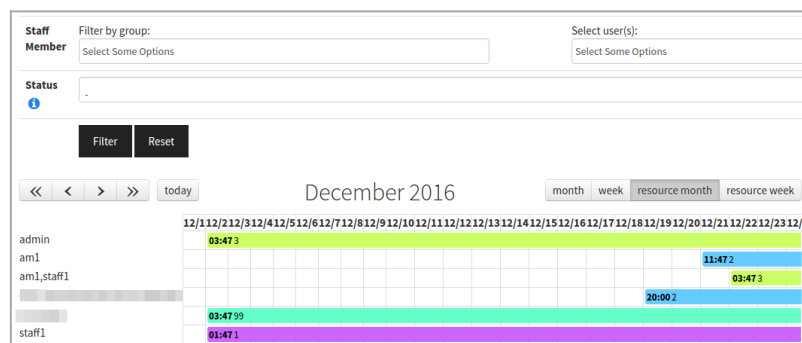 Staff Member
Filter by group:
Select user(s):
Select Some Options
Select Some Options
Status
-
Filter
Reset
today
December 2016
month
week
resource month
resource week
12/1 12/2 12/3 12/4 12/5 12/6 12/7 12/8 12/9 12/10 12/11 12/12 12/13 12/14 12/15 12/16 12/17 12/18 12/19 12/20 12/21 12/22 12/23 12/
admin
03:47 3
am1
11:47 2
am1,staff1
03:47 3
20:00 2
03:47 99
staff1
01:47 1